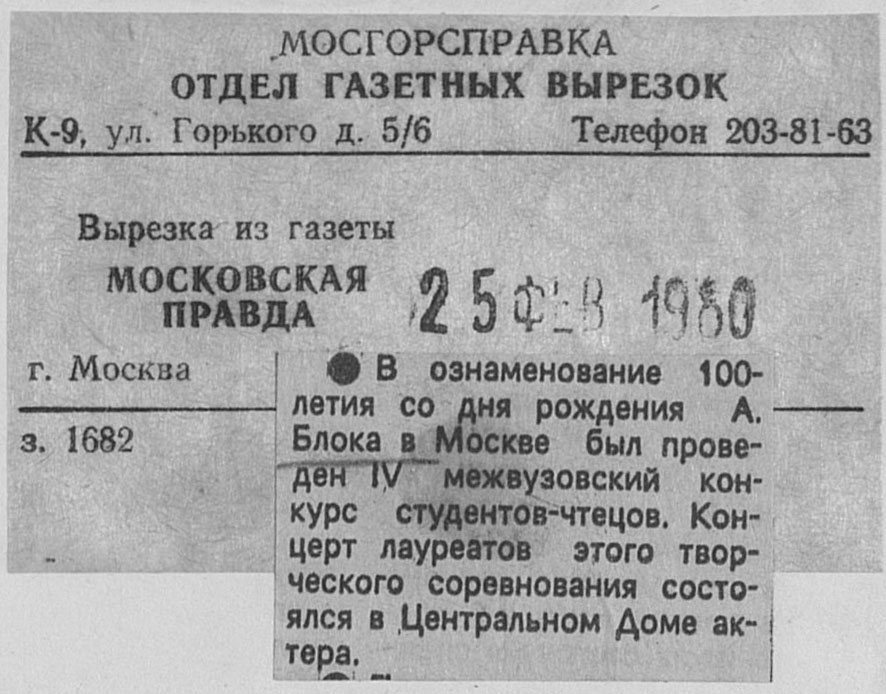 МОСГОРСПРАВКА
ОТДЕЛ ГАЗЕТНЫХ ВЫРЕЗОК
К-9, ул. Горького д. 5/6 Телефон 203-81-63
Вырезка из газеты
МОСКОВСКАЯ
ПРАВДА
25 ФЕВ 1980
г. Москва
з. 1682
● В ознаменование 100-
летия со дня рождения А.
Блока в Москве был прове-
ден IV межвузовский кон-
курс студентов-чтецов. Кон-
церт лауреатов этого твор-
ческого соревнования состо-
ялся в Центральном Доме ак-
тера.